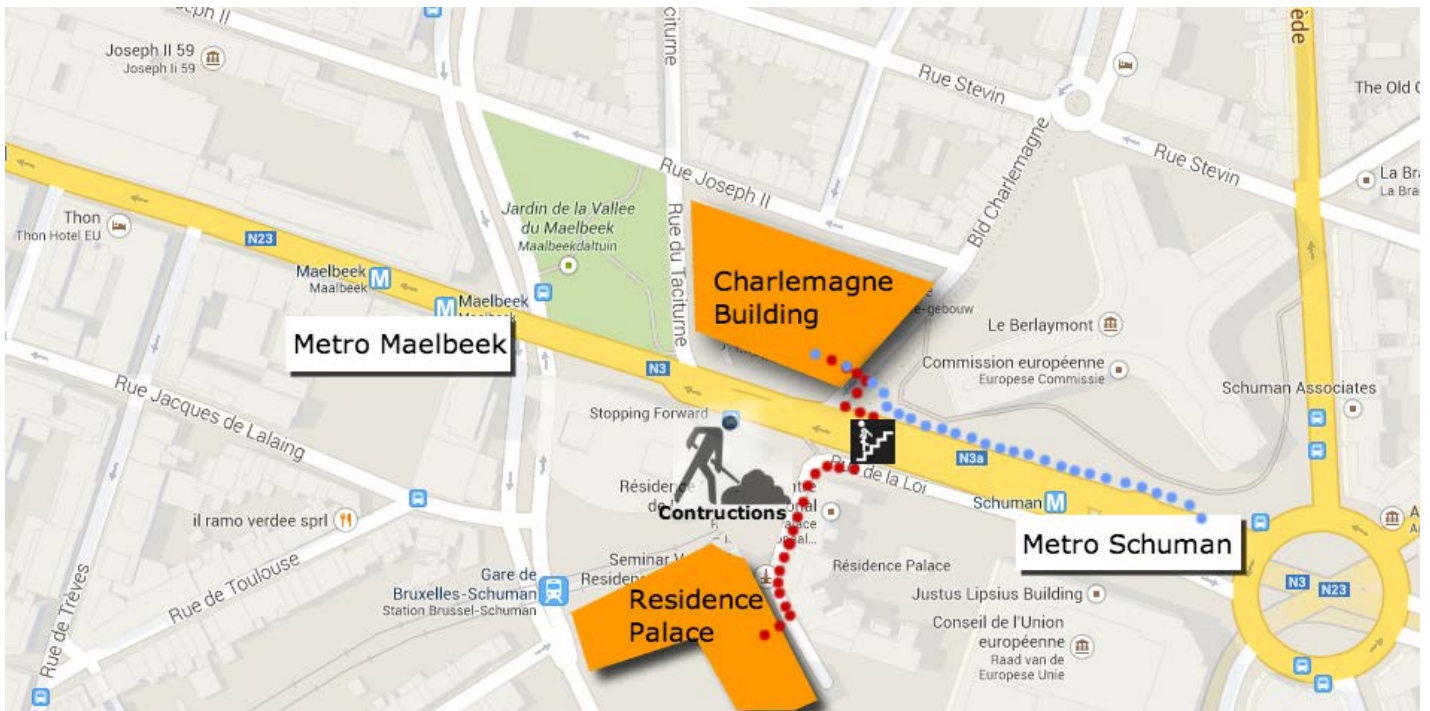 Joseph II 59
Joseph Ii 59
Rue Stevin
The Old
ède
Rue Stevin
La Bra
La Bra
Bld Charlemagne
Rue Joseph II
Rue du Taciturne
citurne
Jardin de la Vallee
du Maelbeek
Maalbeekdaltuin
Thon
Thon Hotel EU
N23
Maelbeek
Maalbeek
M
M
Maelbeek
Metro Maelbeek
Charlemagne
Building
e-gebouw
Le Berlaymont
Commission européenne
Europese Commissie
Schuman Associates
N3
Stopping Forward
Rue Jacques de Lalaing
N3a
Rue de la Loi
Schuman
M
Metro Schuman
Contructions
il ramo verdee sprl
Rue de Toulouse
Rue de Trèves
Gare de
Bruxelles-Schuman
Station Brussel-Schuman
Seminar
Residence
Palace
Résidence Palace
Justus Lipsius Building
Conseil de l'Union
européenne
Raad van de
Europese Unie
N3
N23